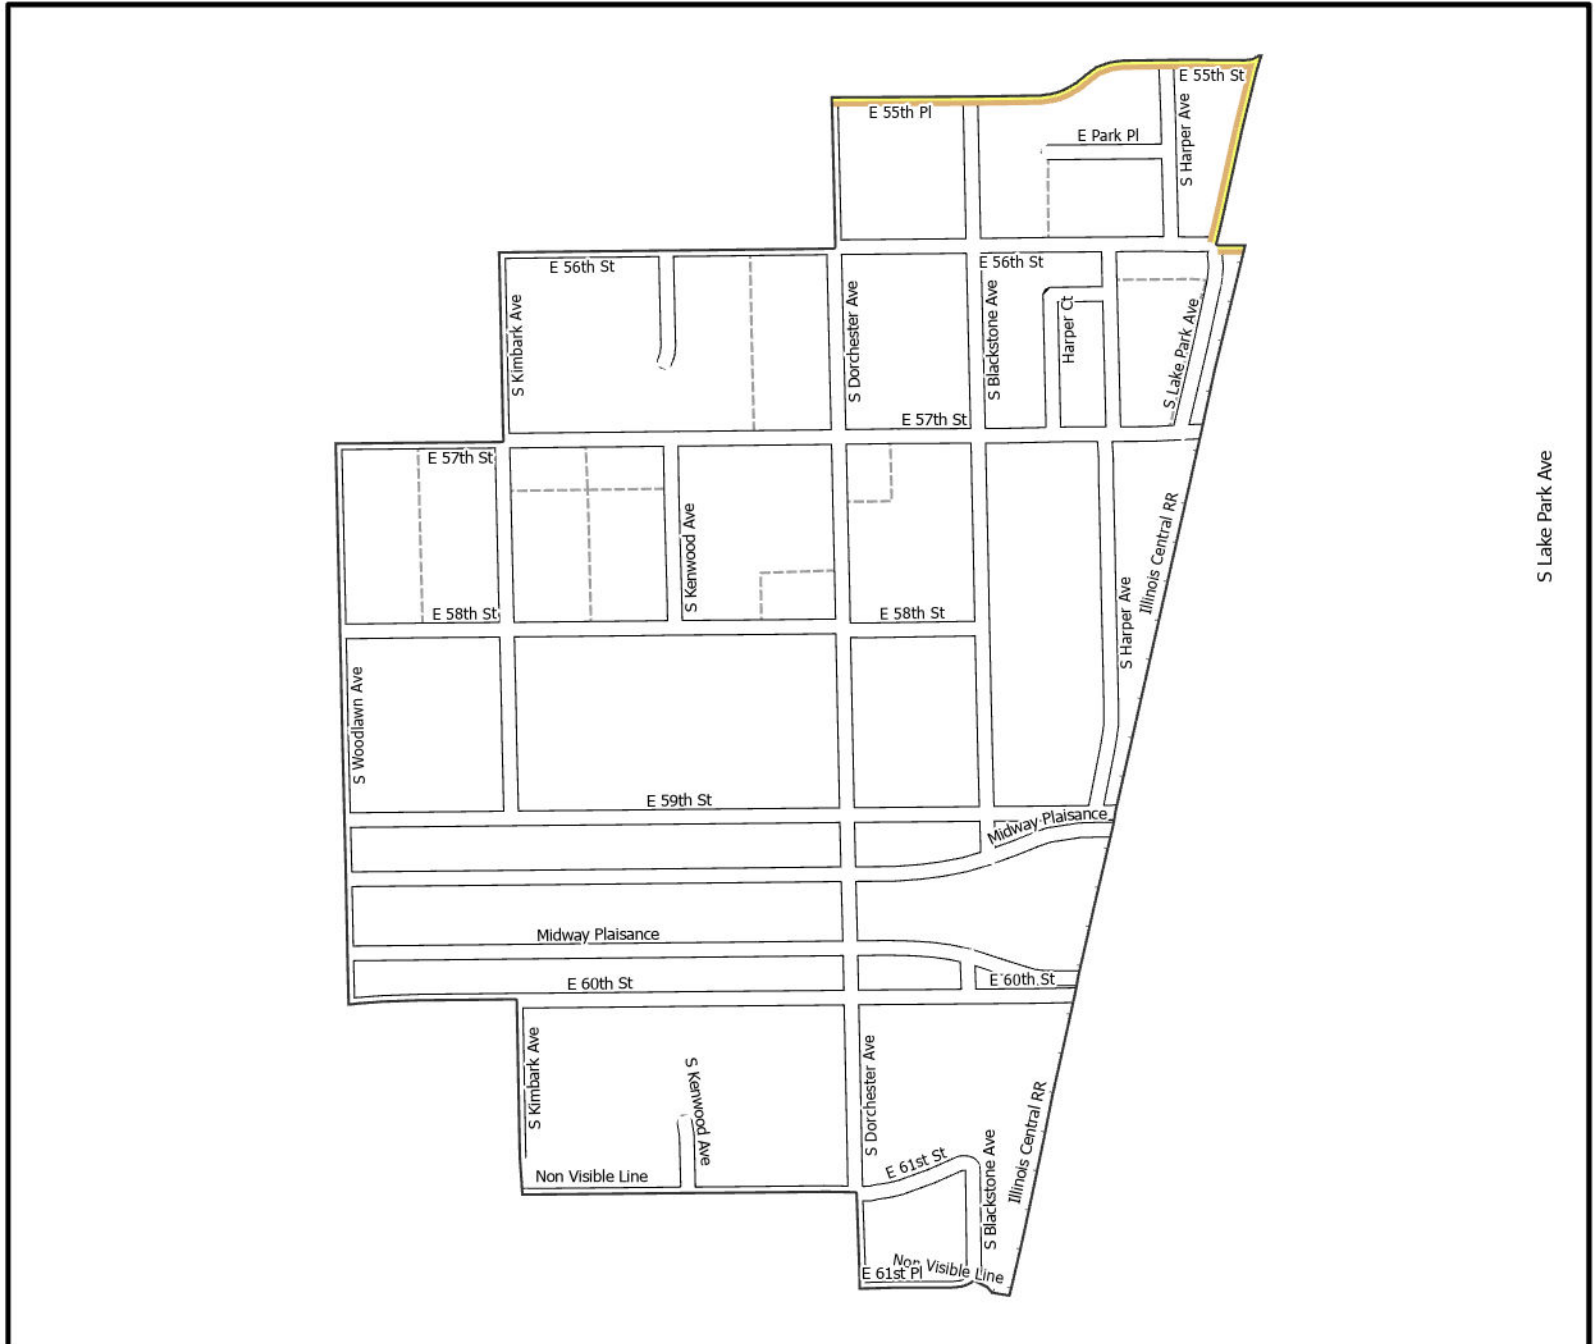 E 55th St
E 55th Pl
E Park Pl
S Harper Ave
E 56th St
E 56th St
S Kimbark Ave
S Dorchester Ave
S Blackstone Ave
Harper Ct
S Lake Park Ave
E 57th St
E 57th St
S Lake Park Ave
S Kenwood Ave
Illinois Central RR
S Harper Ave
E 58th St
E 58th St
S Woodlawn Ave
E 59th St
Midway Plaisance
Midway Plaisance
E 60th St
E 60th St
S Kimbark Ave
S Kenwood Ave
S Dorchester Ave
Illinois Central RR
E 61st St
S Blackstone Ave
Non Visible Line
Non Visible Line
E 61st Pl